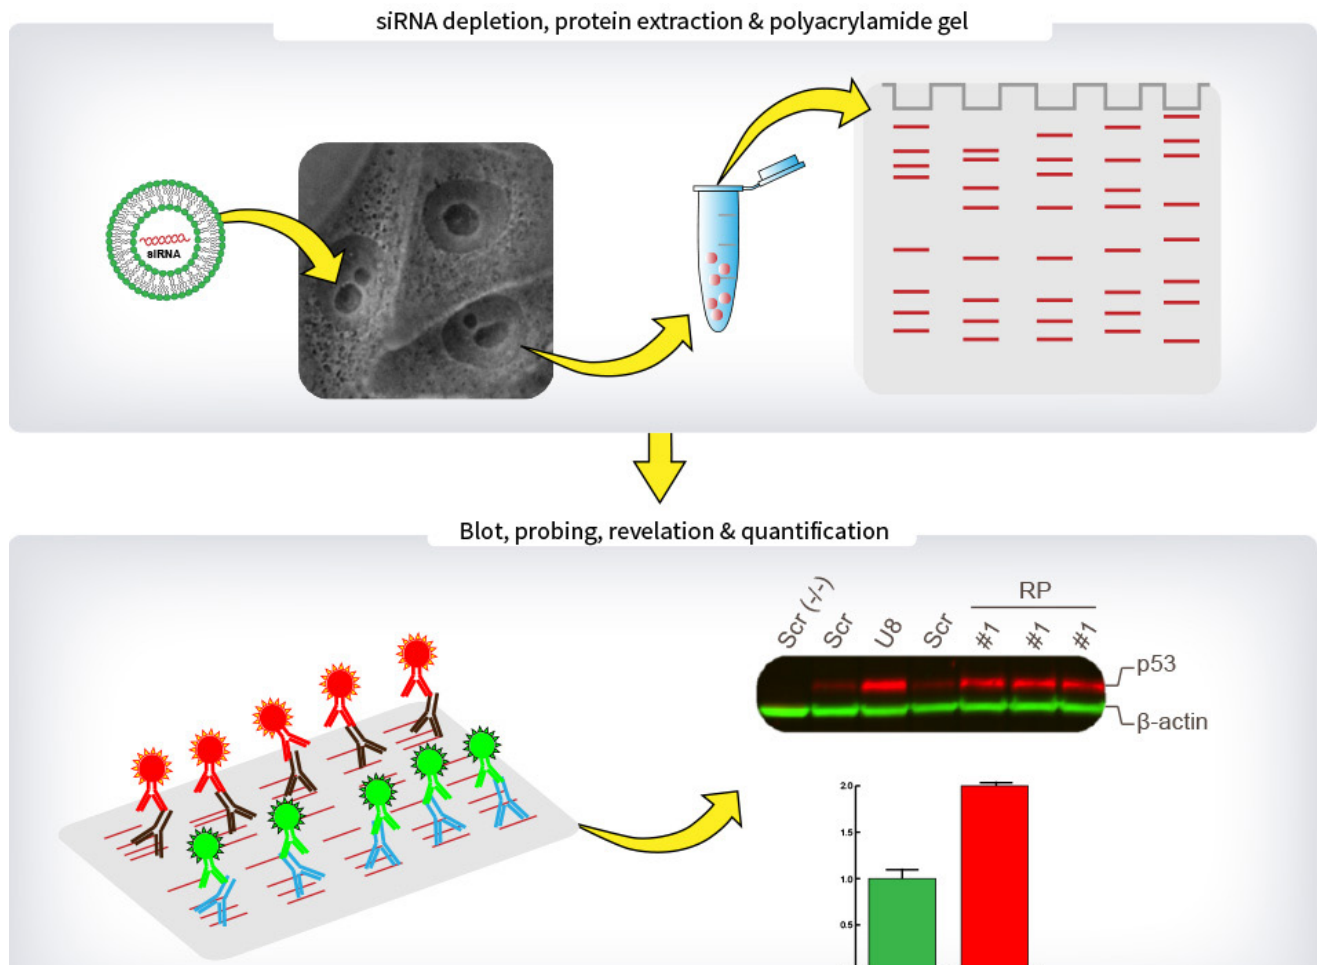 siRNA depletion, protein extraction & polyacrylamide gel
siRNA
Blot, probing, revelation & quantification
RP
Scr (-/-)
Scr
U8
Scr
#1
#1
#1
p53
β-actin
2.0
1.5
1.0
0.5